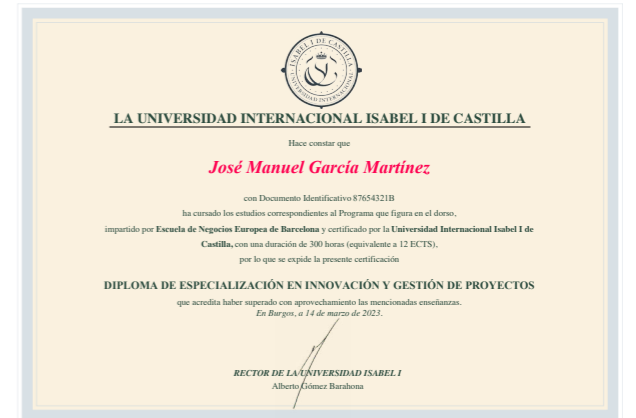 ISABEL I DE CASTILLA
UNIVERSIDAD INTERNACIONAL
LA UNIVERSIDAD INTERNACIONAL ISABEL I DE CASTILLA
Hace constar que
José Manuel García Martínez
con Documento Identificativo 87654321B
ha cursado los estudios correspondientes al Programa que figura en el dorso,
impartido por Escuela de Negocios Europea de Barcelona y certificado por la Universidad Internacional Isabel I de
Castilla, con una duración de 300 horas (equivalente a 12 ECTS),
por lo que se expide la presente certificación
DIPLOMA DE ESPECIALIZACIÓN EN INNOVACIÓN Y GESTIÓN DE PROYECTOS
que acredita haber superado con aprovechamiento las mencionadas enseñanzas.
En Burgos, a 14 de marzo de 2023.
RECTOR DE LA UNIVERSIDAD ISABEL I
Alberto Gómez Barahona